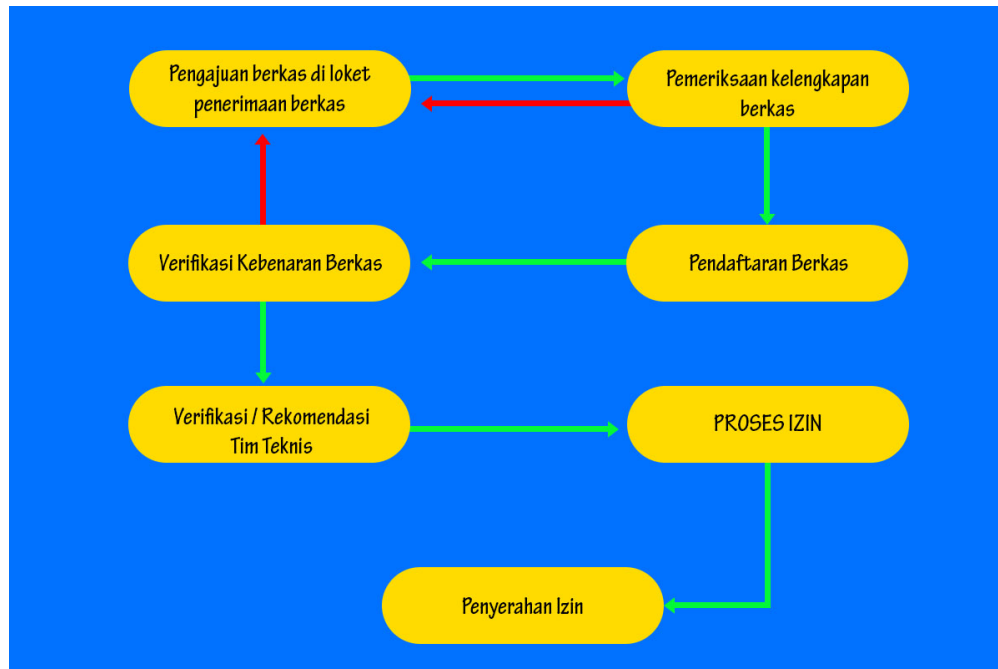 Pengajuan berkas di loket
penerimaan berkas
Pemeriksaan kelengkapan
berkas
Pendaftaran Berkas
Verifikasi Kebenaran Berkas
Verifikasi / Rekomendasi
Tim Teknis
PROSES IZIN
Penyerahan Izin